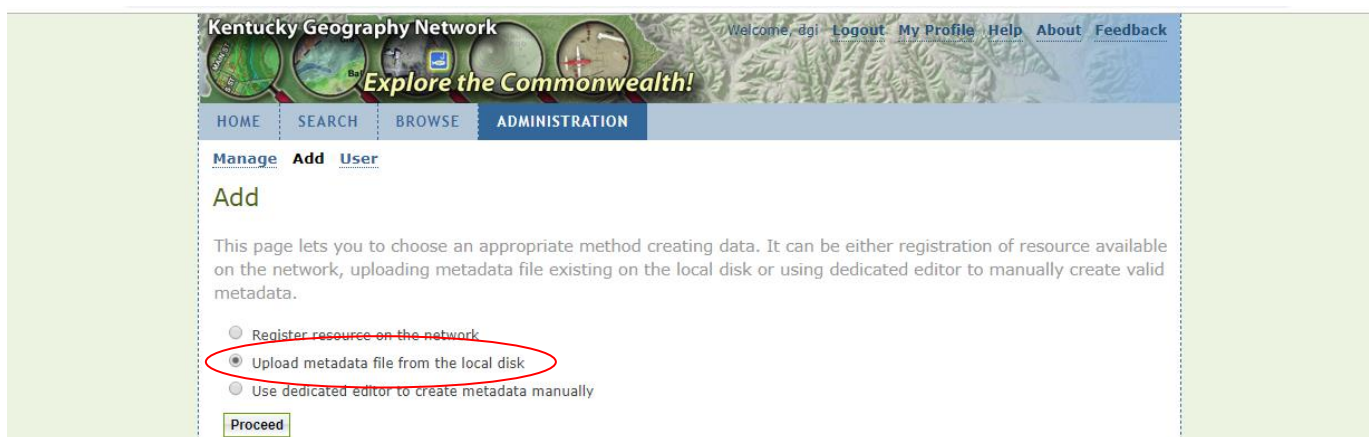 Kentucky Geography Network
Welcome, dgi Logout My Profile Help About Feedback
Explore the Commonwealth!
HOME SEARCH BROWSE ADMINISTRATION
Manage Add User
Add
This page lets you to choose an appropriate method creating data. It can be either registration of resource available
on the network, uploading metadata file existing on the local disk or using dedicated editor to manually create valid
metadata.
Register resource on the network
Upload metadata file from the local disk
Use dedicated editor to create metadata manually
Proceed